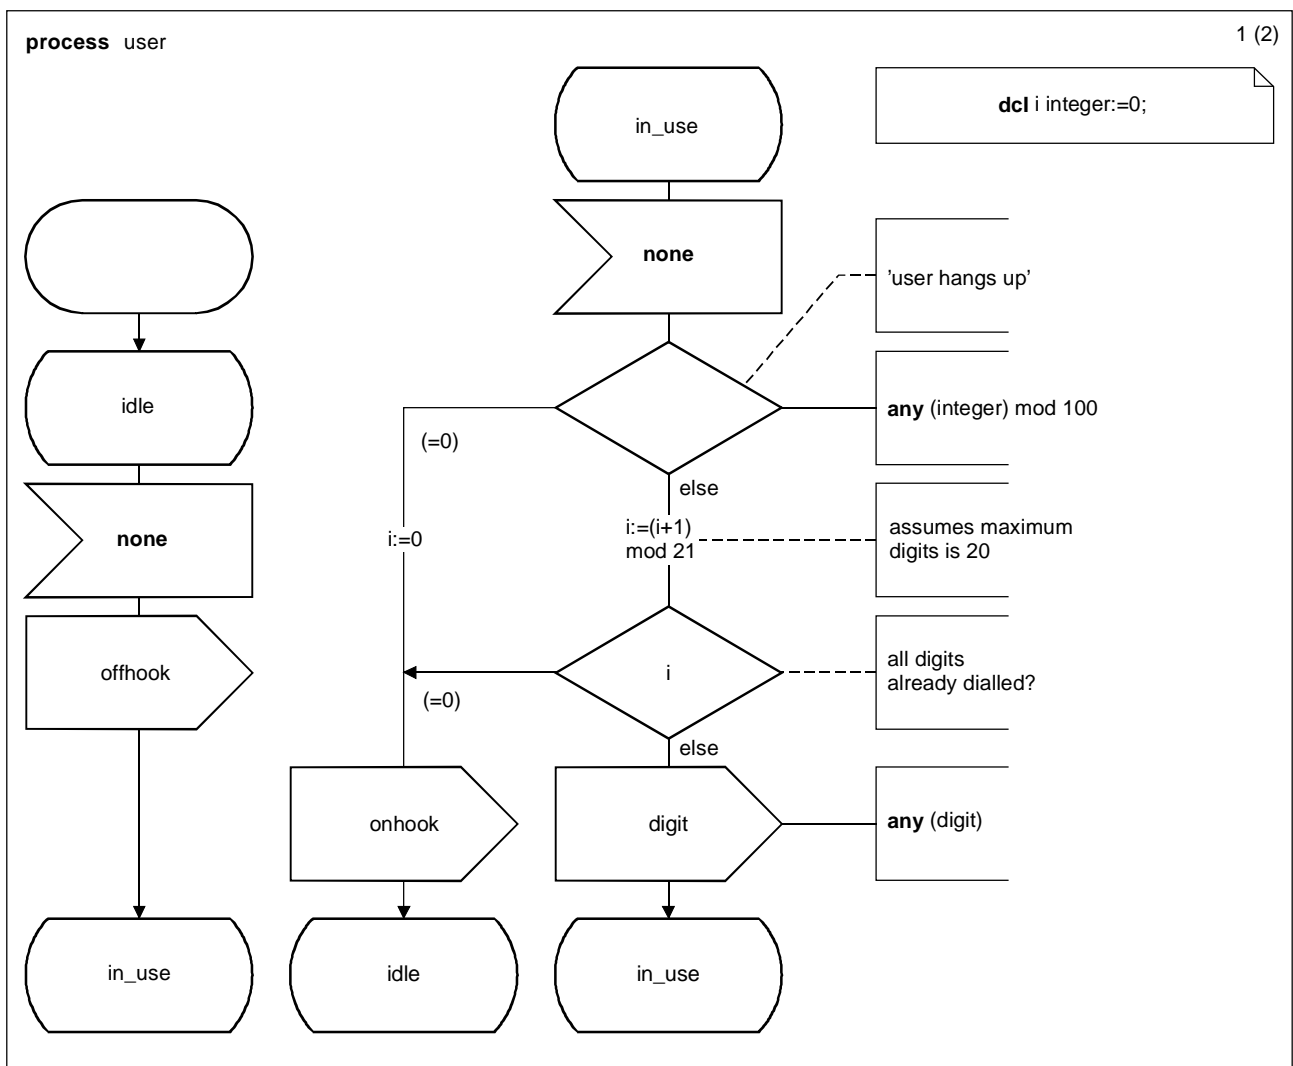 process user
1 (2)
in_use
dcl i integer:=0;
none
'user hangs up'
idle
any (integer) mod 100
(=0)
else
none
i:=0
i:=(i+1)
mod 21
assumes maximum
digits is 20
offhook
i
all digits
already dialled?
(=0)
else
onhook
digit
any (digit)
in_use
idle
in_use